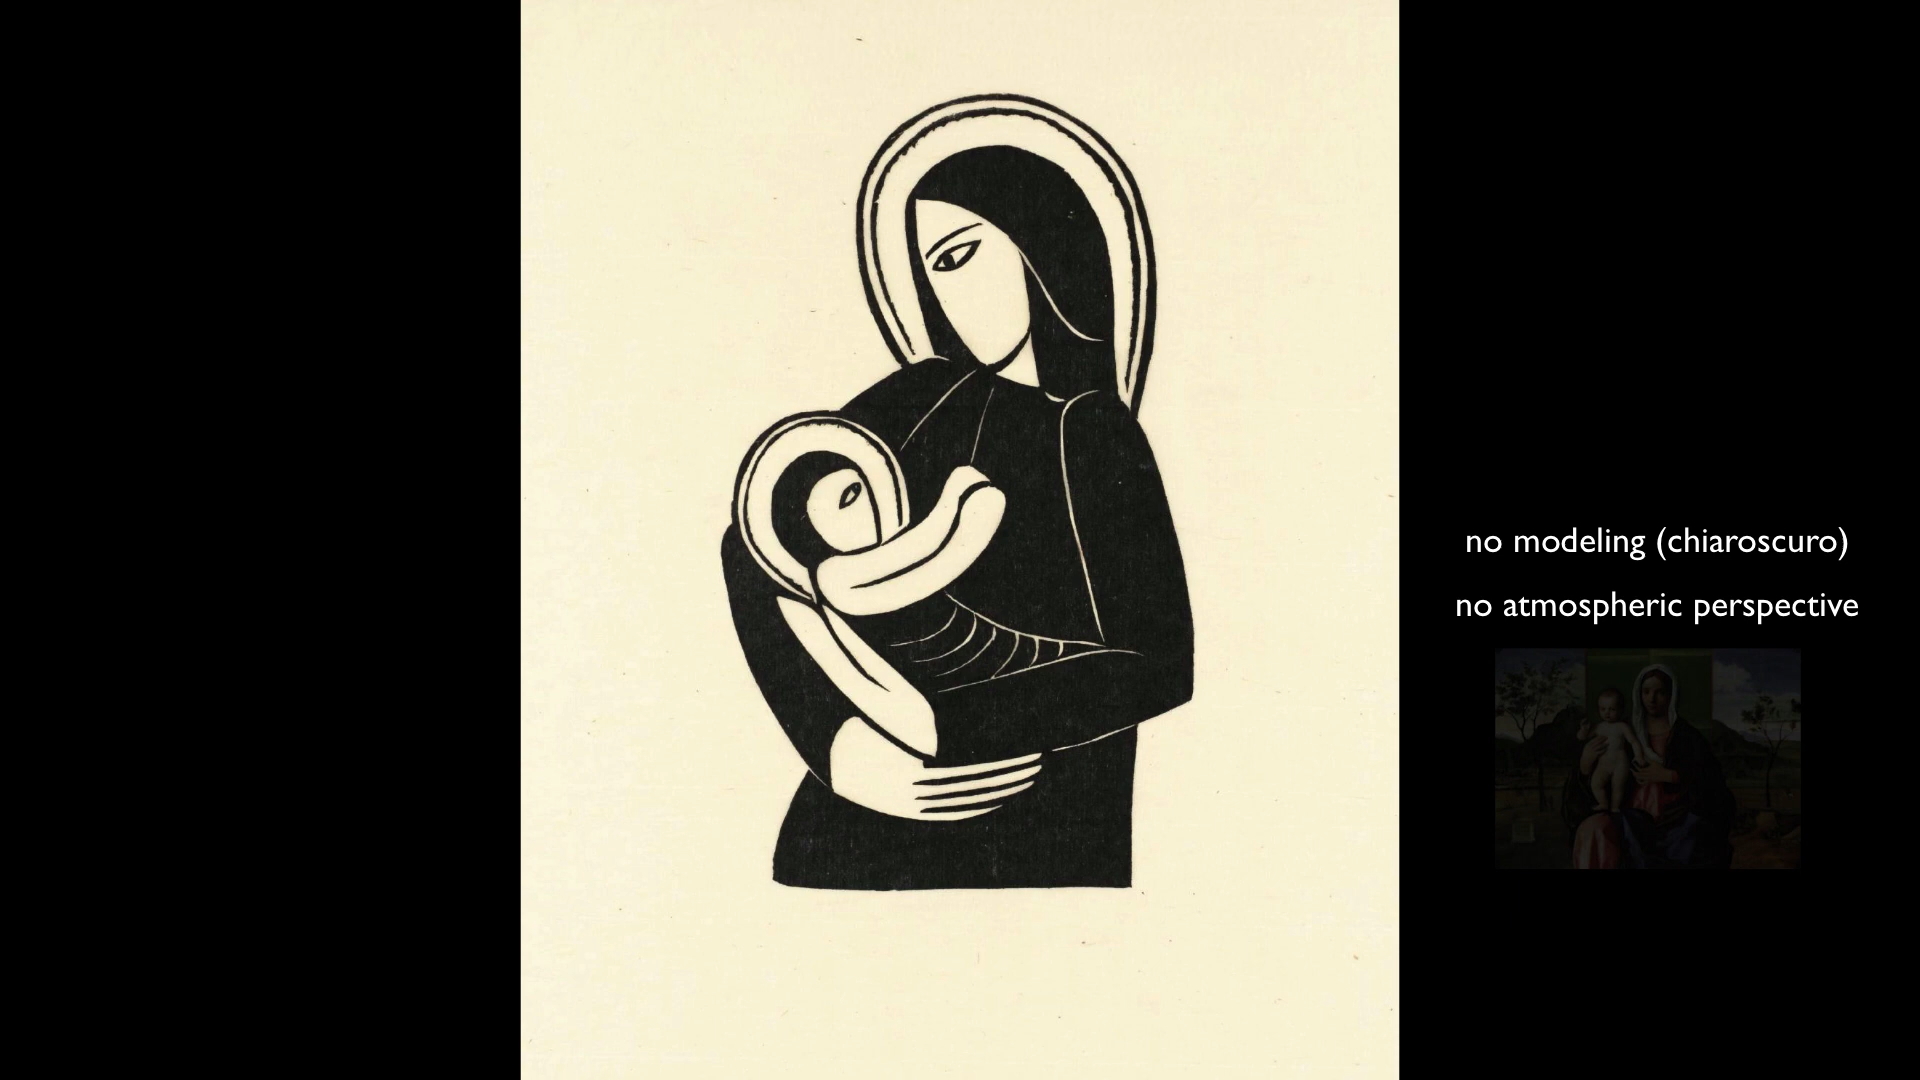 no modeling (chiaroscuro)
no atmospheric perspective